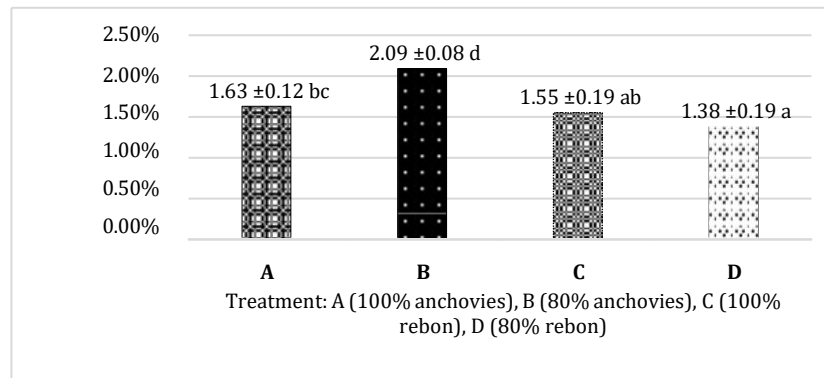 2.50%
2.09 ±0.08 d
2.00%
1.63 ±0.12 bc
1.55 ±0.19 ab
1.38 ±0.19 a
1.50%
1.00%
0.50%
0.00%
A B C D
Treatment: A (100% anchovies), B (80% anchovies), C (100%
rebon), D (80% rebon)